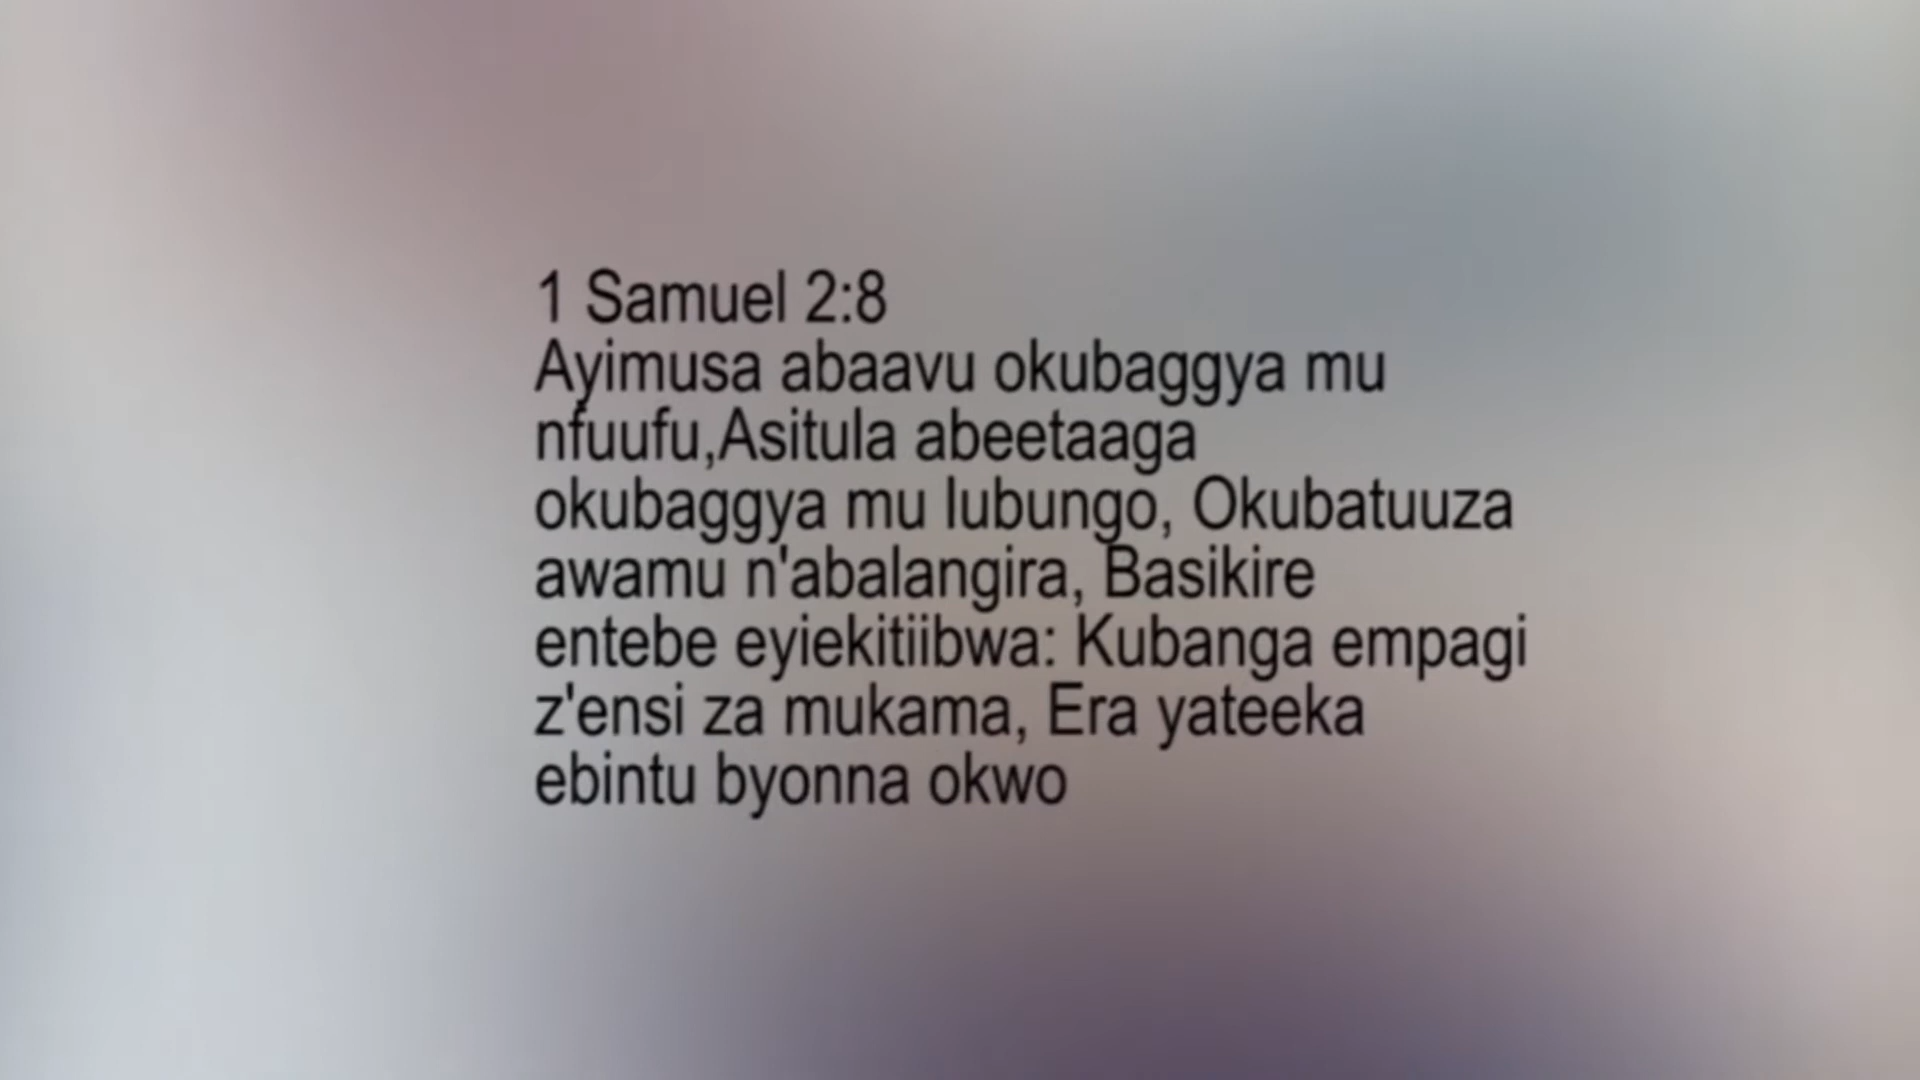 1 Samuel 2:8
Ayimusa abaavu okubaggya mu
nfuufu,Asitula abeetaaga
okubaggya mu lubungo, Okubatuuza
awamu n'abalangira, Basikire
entebe eyiekitiibwa: Kubanga empagi
z'ensi za mukama, Era yateeka
ebintu byonna okwo